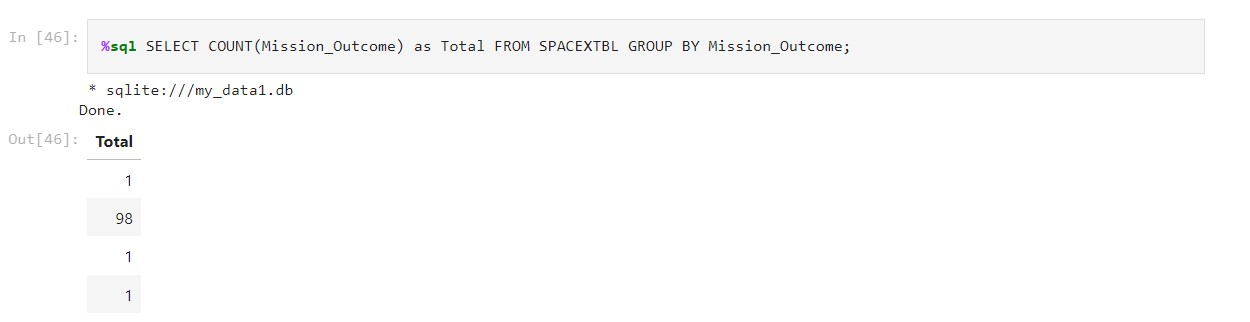 In [46]: %sql SELECT COUNT(Mission_Outcome) as Total FROM SPACEXTBL GROUP BY Mission_Outcome;
* sqlite:///my_data1.db
Done.
Out[46]: Total
1
98
1
1